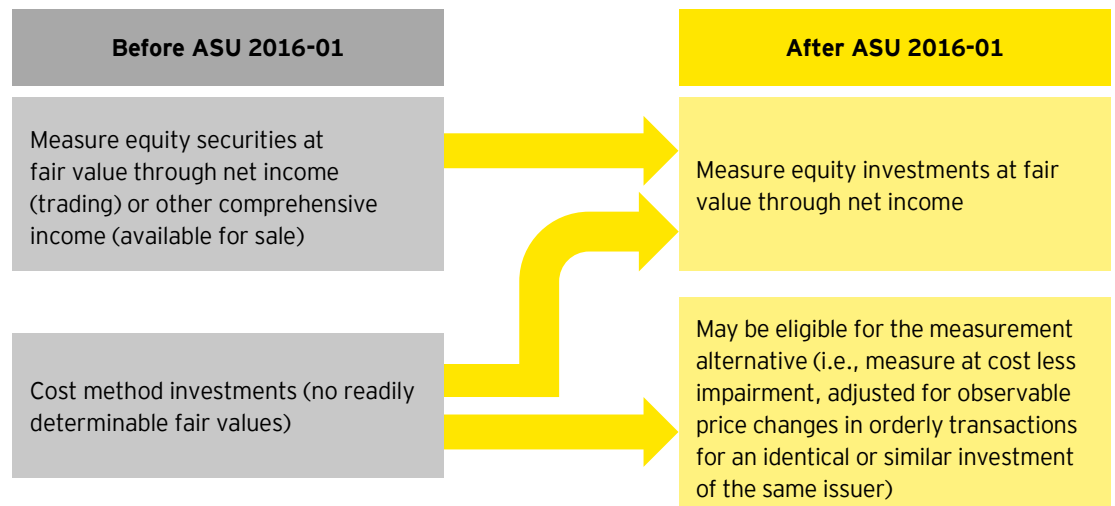 Before ASU 2016-01
After ASU 2016-01
Measure equity securities at
fair value through net income
(trading) or other comprehensive
income (available for sale)
Measure equity investments at fair
value through net income
Cost method investments (no readily
determinable fair values)
May be eligible for the measurement
alternative (i.e., measure at cost less
impairment, adjusted for observable
price changes in orderly transactions
for an identical or similar investment
of the same issuer)